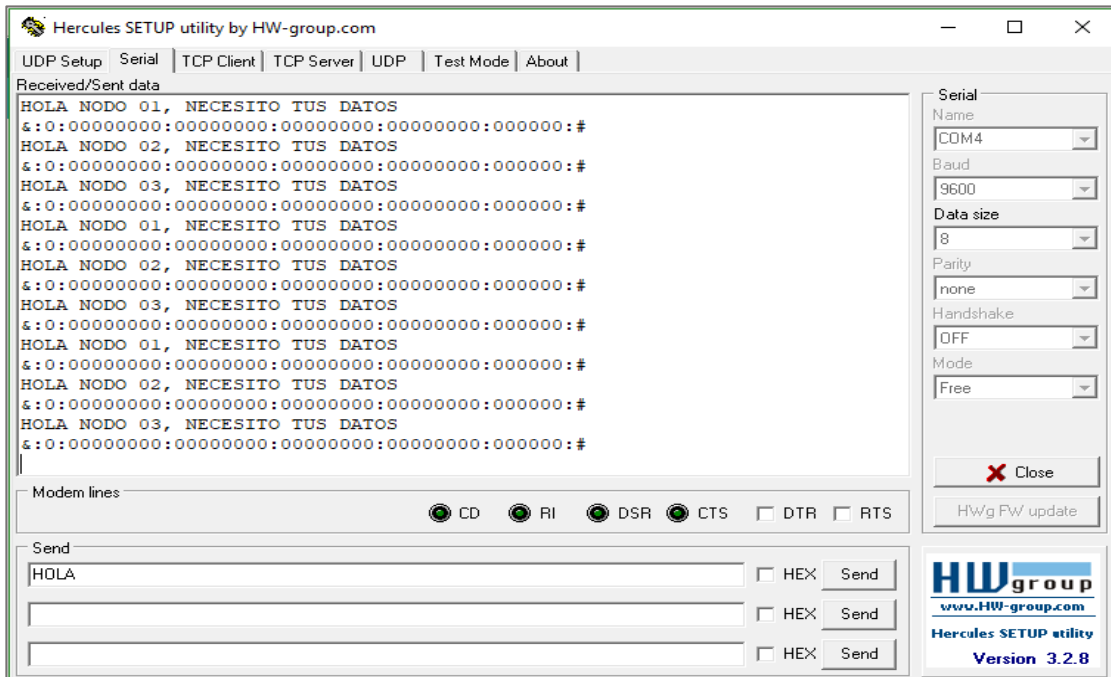 Hercules SETUP utility by HW-group.com
UDP Setup Serial TCP Client TCP Server UDP Test Mode About
Received/Sent data
HOLA NODO 01, NECESITO TUS DATOS
&:0:00000000:00000000:00000000:00000000:000000:#
HOLA NODO 02, NECESITO TUS DATOS
&:0:00000000:00000000:00000000:00000000:000000:#
HOLA NODO 03, NECESITO TUS DATOS
&:0:00000000:00000000:00000000:00000000:000000:#
HOLA NODO 01, NECESITO TUS DATOS
&:0:00000000:00000000:00000000:00000000:000000:#
HOLA NODO 02, NECESITO TUS DATOS
&:0:00000000:00000000:00000000:00000000:000000:#
HOLA NODO 03, NECESITO TUS DATOS
&:0:00000000:00000000:00000000:00000000:000000:#
HOLA NODO 01, NECESITO TUS DATOS
&:0:00000000:00000000:00000000:00000000:000000:#
HOLA NODO 02, NECESITO TUS DATOS
&:0:00000000:00000000:00000000:00000000:000000:#
HOLA NODO 03, NECESITO TUS DATOS
&:0:00000000:00000000:00000000:00000000:000000:#
Serial
Name
COM4
Baud
9600
Data size
8
Parity
none
Handshake
OFF
Mode
Free
Close
HWg FW update
Modem lines
CD RI DSR CTS DTR RTS
Send
HOLA HEX Send
HEX Send
HEX Send
HW group
www.HW-group.com
Hercules SETUP utility
Version 3.2.8